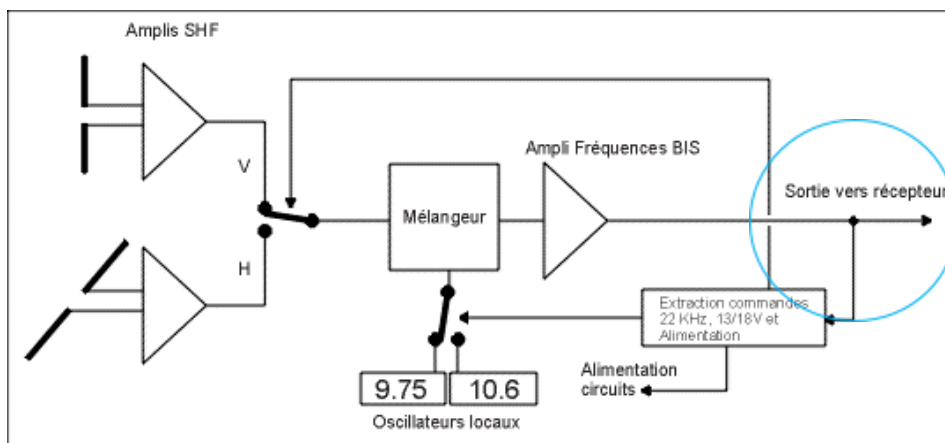 Amplis SHF
V
H
Mélangeur
Ampli Fréquences BIS
Sortie vers récepteur
Extraction commandes
22 KHz, 13/18V et
Alimentation
Alimentation
circuits
9.75
10.6
Oscillateurs locaux